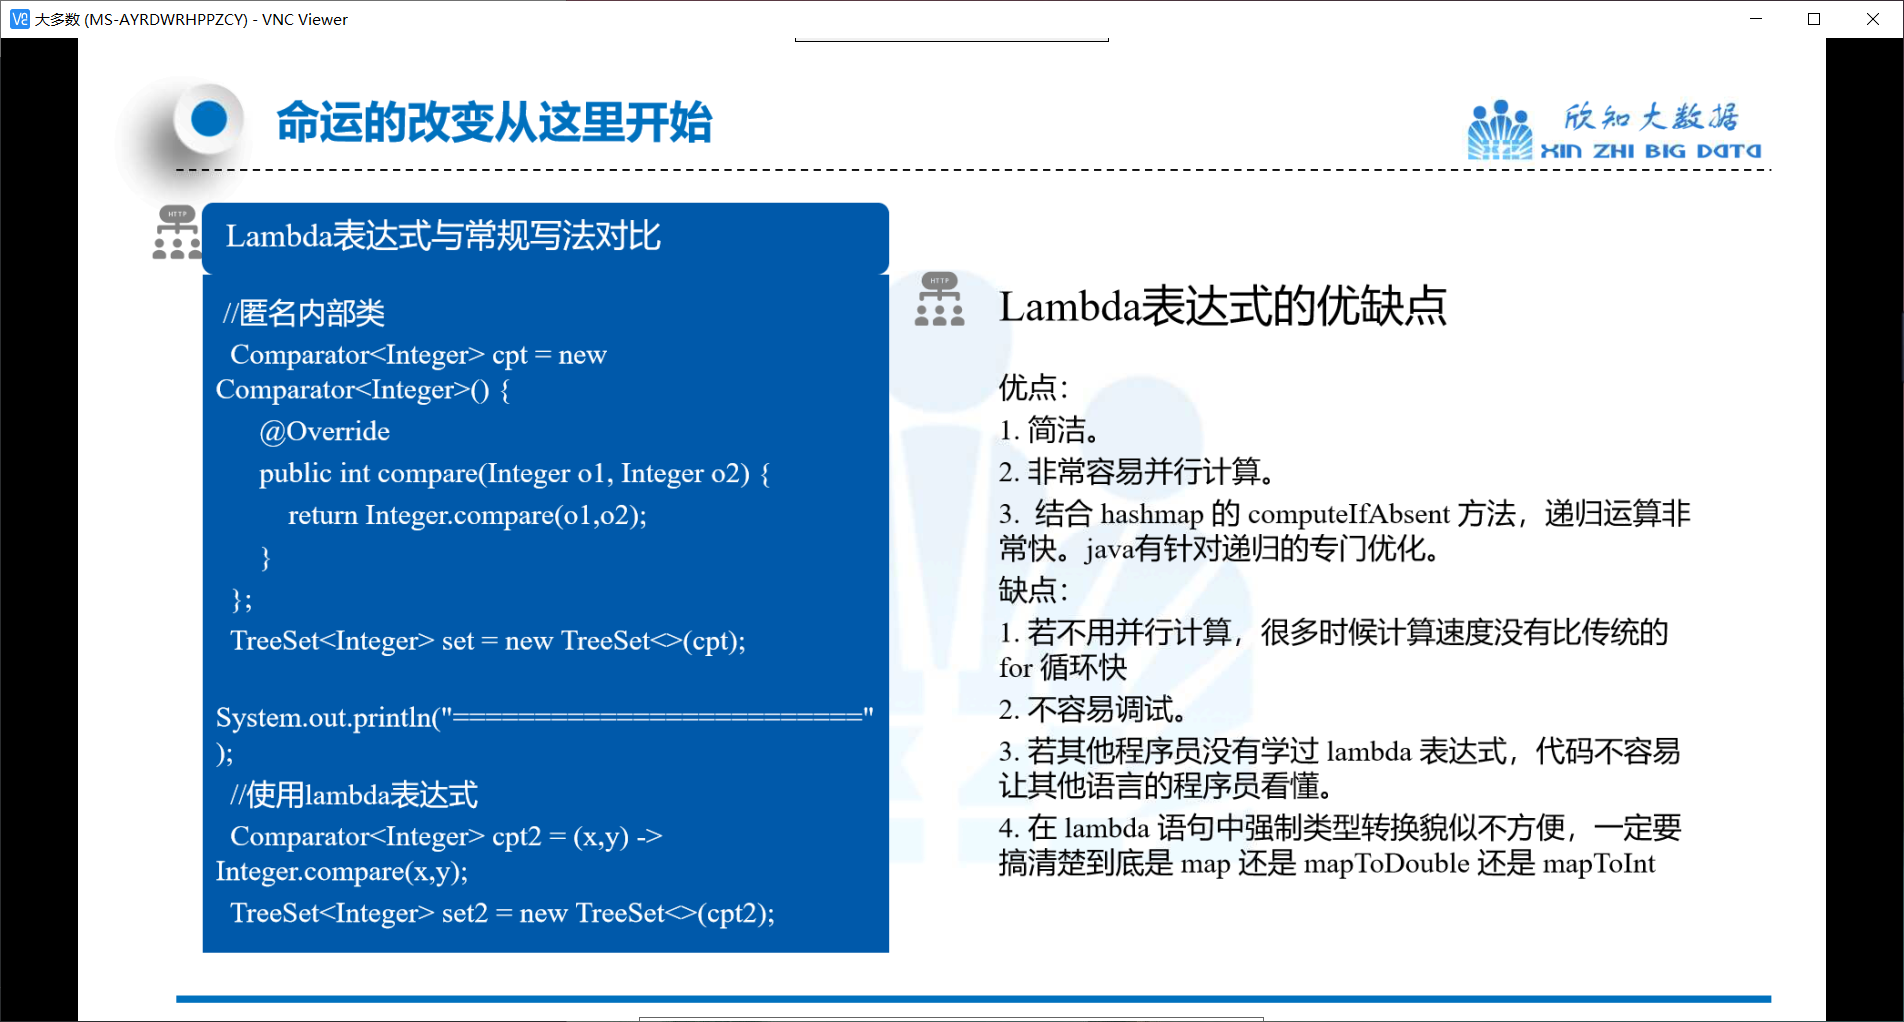 大多数 (MS-AYRDWRHPPZCY) - VNC Viewer
命运的改变从这里开始
欣知大数据
XIN ZHI BIG DATA
HTTP
Lambda表达式与常规写法对比
//匿名内部类
Comparator<Integer> cpt = new
Comparator<Integer>() {
@Override
public int compare(Integer o1, Integer o2) {
return Integer.compare(o1,o2);
}
};
TreeSet<Integer> set = new TreeSet<>(cpt);
System.out.println("========================="
);
//使用lambda表达式
Comparator<Integer> cpt2 = (x,y) ->
Integer.compare(x,y);
TreeSet<Integer> set2 = new TreeSet<>(cpt2);
HTTP
Lambda表达式的优缺点
优点：
1. 简洁。
2. 非常容易并行计算。
3. 结合 hashmap 的 computeIfAbsent 方法，递归运算非
常快。java有针对递归的专门优化。
缺点：
1. 若不用并行计算，很多时候计算速度没有比传统的
for 循环快
2. 不容易调试。
3. 若其他程序员没有学过 lambda 表达式，代码不容易
让其他语言的程序员看懂。
4. 在 lambda 语句中强制类型转换貌似不方便，一定要
搞清楚到底是 map 还是 mapToDouble 还是 mapToInt